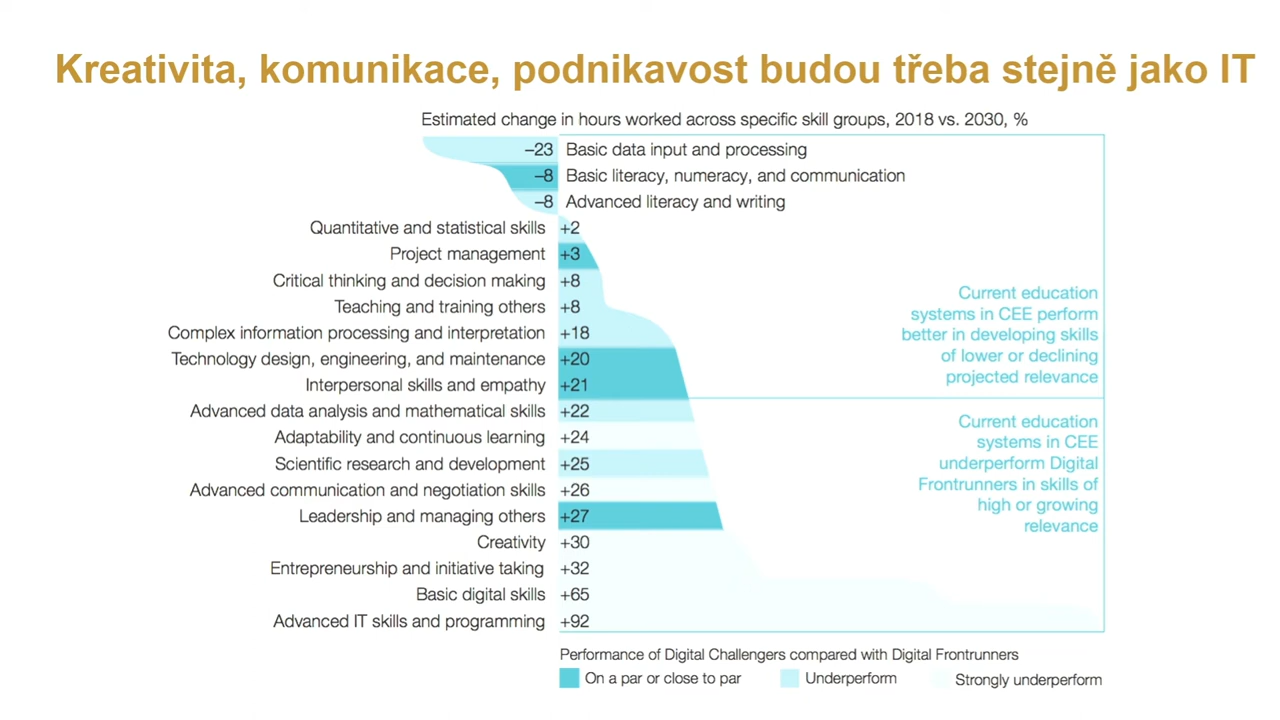 Kreativita, komunikace, podnikavost budou třeba stejně jako IT
Estimated change in hours worked across specific skill groups, 2018 vs. 2030, %
–23 Basic data input and processing
–8 Basic literacy, numeracy, and communication
–8 Advanced literacy and writing
Quantitative and statistical skills +2
Project management +3
Critical thinking and decision making +8
Teaching and training others +8
Complex information processing and interpretation +18
Technology design, engineering, and maintenance +20
Interpersonal skills and empathy +21
Advanced data analysis and mathematical skills +22
Adaptability and continuous learning +24
Scientific research and development +25
Advanced communication and negotiation skills +26
Leadership and managing others +27
Creativity +30
Entrepreneurship and initiative taking +32
Basic digital skills +65
Advanced IT skills and programming +92
Current education
systems in CEE perform
better in developing skills
of lower or declining
projected relevance
Current education
systems in CEE
underperform Digital
Frontrunners in skills of
high or growing
relevance
Performance of Digital Challengers compared with Digital Frontrunners
On a par or close to par Underperform Strongly underperform